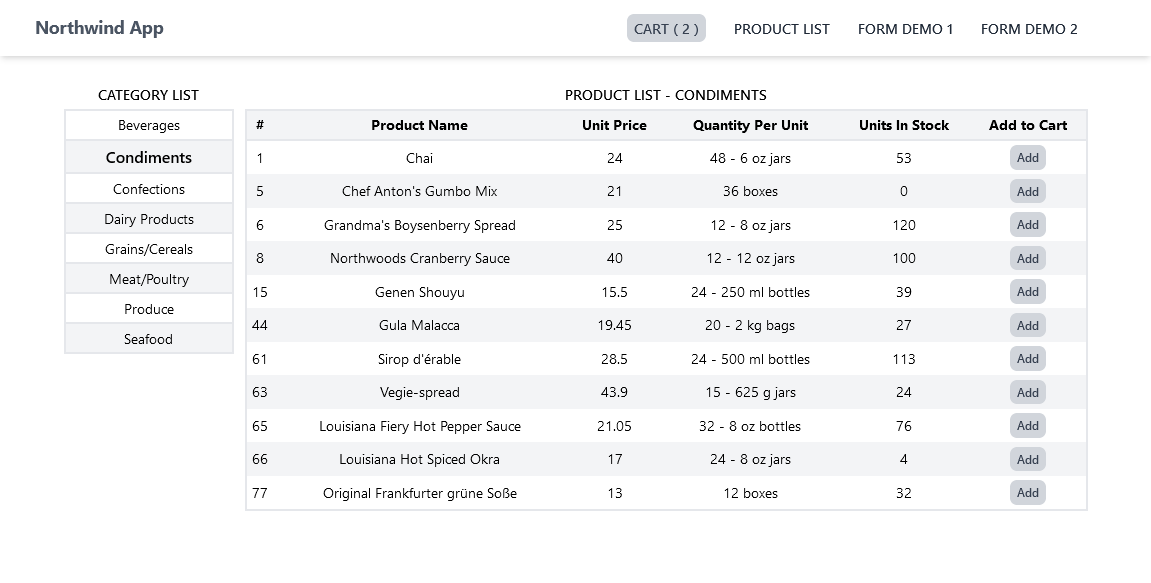 Northwind App CART ( 2 ) PRODUCT LIST FORM DEMO 1 FORM DEMO 2
CATEGORY LIST
Beverages
Condiments
Confections
Dairy Products
Grains/Cereals
Meat/Poultry
Produce
Seafood
PRODUCT LIST - CONDIMENTS
# Product Name Unit Price Quantity Per Unit Units In Stock Add to Cart
1 Chai 24 48 - 6 oz jars 53 Add
5 Chef Anton's Gumbo Mix 21 36 boxes 0 Add
6 Grandma's Boysenberry Spread 25 12 - 8 oz jars 120 Add
8 Northwoods Cranberry Sauce 40 12 - 12 oz jars 100 Add
15 Genen Shouyu 15.5 24 - 250 ml bottles 39 Add
44 Gula Malacca 19.45 20 - 2 kg bags 27 Add
61 Sirop d'érable 28.5 24 - 500 ml bottles 113 Add
63 Vegie-spread 43.9 15 - 625 g jars 24 Add
65 Louisiana Fiery Hot Pepper Sauce 21.05 32 - 8 oz bottles 76 Add
66 Louisiana Hot Spiced Okra 17 24 - 8 oz jars 4 Add
77 Original Frankfurter grüne Soße 13 12 boxes 32 Add